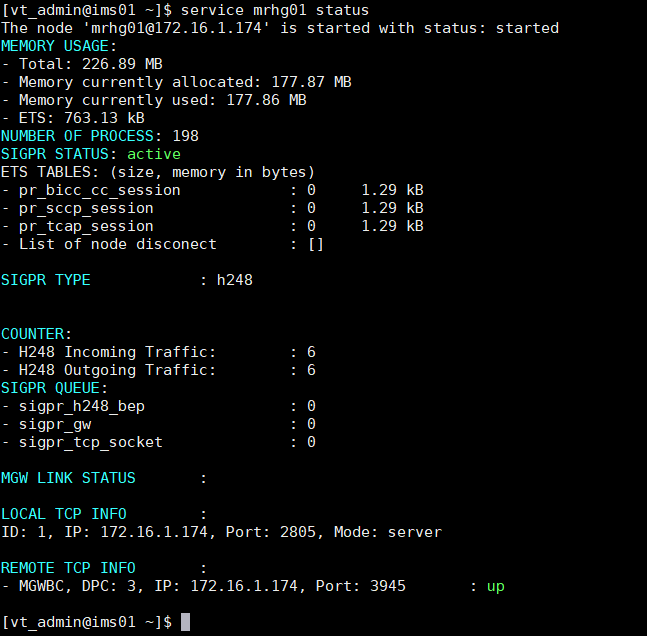 [vt_admin@ims01 ~]$ service mrhg01 status
The node 'mrhg01@172.16.1.174' is started with status: started
MEMORY USAGE:
- Total: 226.89 MB
- Memory currently allocated: 177.87 MB
- Memory currently used: 177.86 MB
- ETS: 763.13 kB
NUMBER OF PROCESS: 198
SIGPR STATUS: active
ETS TABLES: (size, memory in bytes)
- pr_bicc_cc_session : 0 1.29 kB
- pr_sccp_session : 0 1.29 kB
- pr_tcap_session : 0 1.29 kB
- List of node disconect : []
SIGPR TYPE : h248
COUNTER:
- H248 Incoming Traffic: : 6
- H248 Outgoing Traffic: : 6
SIGPR QUEUE:
- sigpr_h248_bep : 0
- sigpr_gw : 0
- sigpr_tcp_socket : 0
MGW LINK STATUS :
LOCAL TCP INFO :
ID: 1, IP: 172.16.1.174, Port: 2805, Mode: server
REMOTE TCP INFO :
- MGWBC, DPC: 3, IP: 172.16.1.174, Port: 3945 : up
[vt_admin@ims01 ~]$